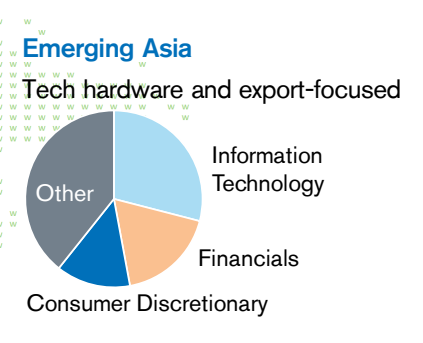 Emerging Asia
Tech hardware and export-focused
Information
Technology
Other
Financials
Consumer Discretionary